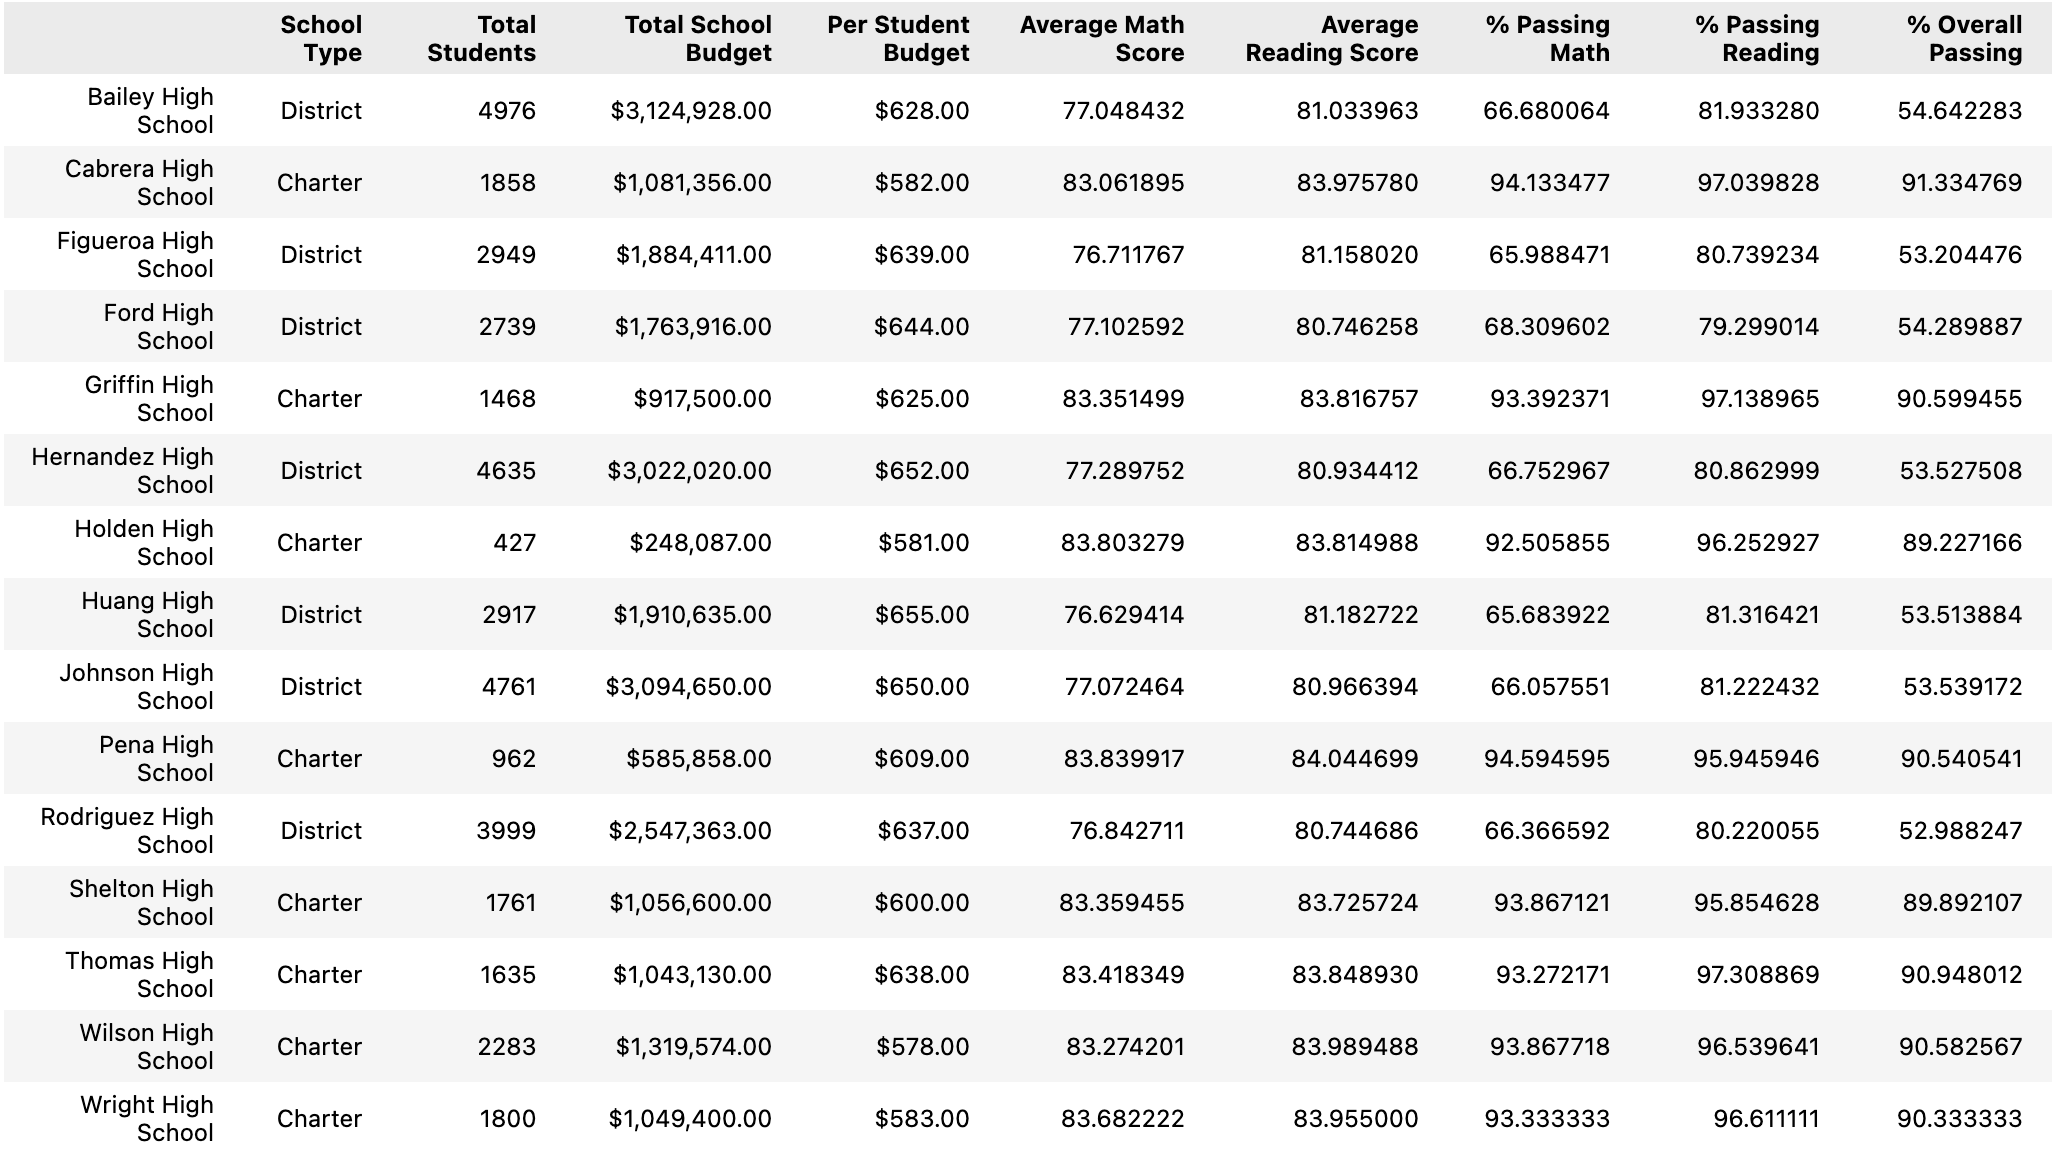 School Type Total Students Total School Budget Per Student Budget Average Math Score Average Reading Score % Passing Math % Passing Reading % Overall Passing
Bailey High School District 4976 $3,124,928.00 $628.00 77.048432 81.033963 66.680064 81.933280 54.642283
Cabrera High School Charter 1858 $1,081,356.00 $582.00 83.061895 83.975780 94.133477 97.039828 91.334769
Figueroa High School District 2949 $1,884,411.00 $639.00 76.711767 81.158020 65.988471 80.739234 53.204476
Ford High School District 2739 $1,763,916.00 $644.00 77.102592 80.746258 68.309602 79.299014 54.289887
Griffin High School Charter 1468 $917,500.00 $625.00 83.351499 83.816757 93.392371 97.138965 90.599455
Hernandez High School District 4635 $3,022,020.00 $652.00 77.289752 80.934412 66.752967 80.862999 53.527508
Holden High School Charter 427 $248,087.00 $581.00 83.803279 83.814988 92.505855 96.252927 89.227166
Huang High School District 2917 $1,910,635.00 $655.00 76.629414 81.182722 65.683922 81.316421 53.513884
Johnson High School District 4761 $3,094,650.00 $650.00 77.072464 80.966394 66.057551 81.222432 53.539172
Pena High School Charter 962 $585,858.00 $609.00 83.839917 84.044699 94.594595 95.945946 90.540541
Rodriguez High School District 3999 $2,547,363.00 $637.00 76.842711 80.744686 66.366592 80.220055 52.988247
Shelton High School Charter 1761 $1,056,600.00 $600.00 83.359455 83.725724 93.867121 95.854628 89.892107
Thomas High School Charter 1635 $1,043,130.00 $638.00 83.418349 83.848930 93.272171 97.308869 90.948012
Wilson High School Charter 2283 $1,319,574.00 $578.00 83.274201 83.989488 93.867718 96.539641 90.582567
Wright High School Charter 1800 $1,049,400.00 $583.00 83.682222 83.955000 93.333333 96.611111 90.333333